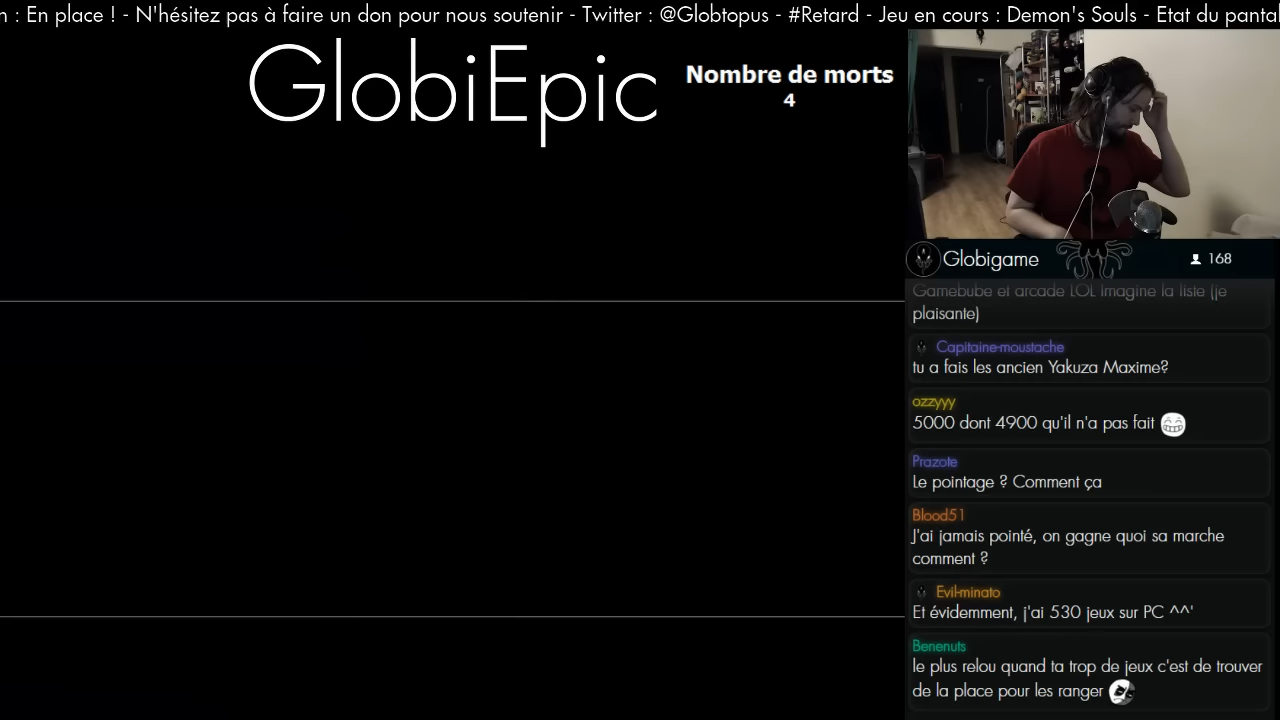 n : En place ! - N'hésitez pas à faire un don pour nous soutenir - Twitter : @Globtopus - #Retard - Jeu en cours : Demon's Souls - Etat du pantal
GlobiEpic
Nombre de morts
4
Globigame
168
Gamebube et arcade LOL Imagine la liste (je
plaisante)
Capitaine-moustache
tu a fais les ancien Yakuza Maxime?
ozzyyy
5000 dont 4900 qu'il n'a pas fait
Prazote
Le pointage ? Comment ça
Blood51
J'ai jamais pointé, on gagne quoi sa marche
comment ?
Evil-minato
Et évidemment, j'ai 530 jeux sur PC ^^'
Benenuts
le plus relou quand ta trop de jeux c'est de trouver
de la place pour les ranger